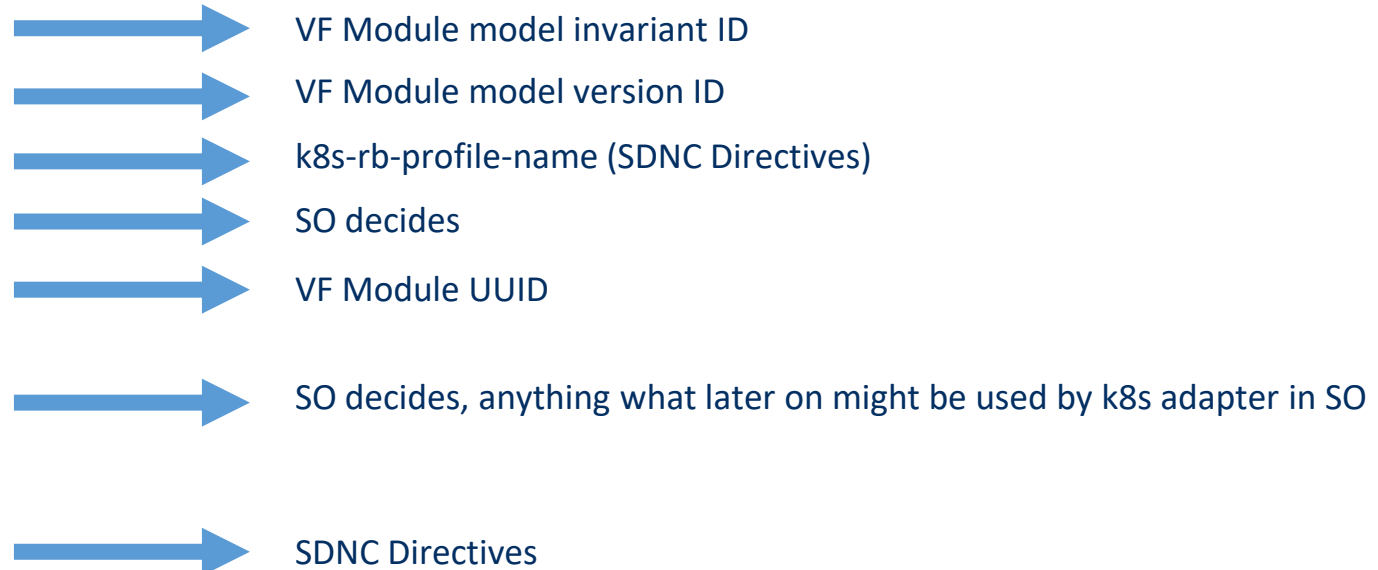 VF Module model invariant ID
VF Module model version ID
k8s-rb-profile-name (SDNC Directives)
SO decides
VF Module UUID
SO decides, anything what later on might be used by k8s adapter in SO
SDNC Directives